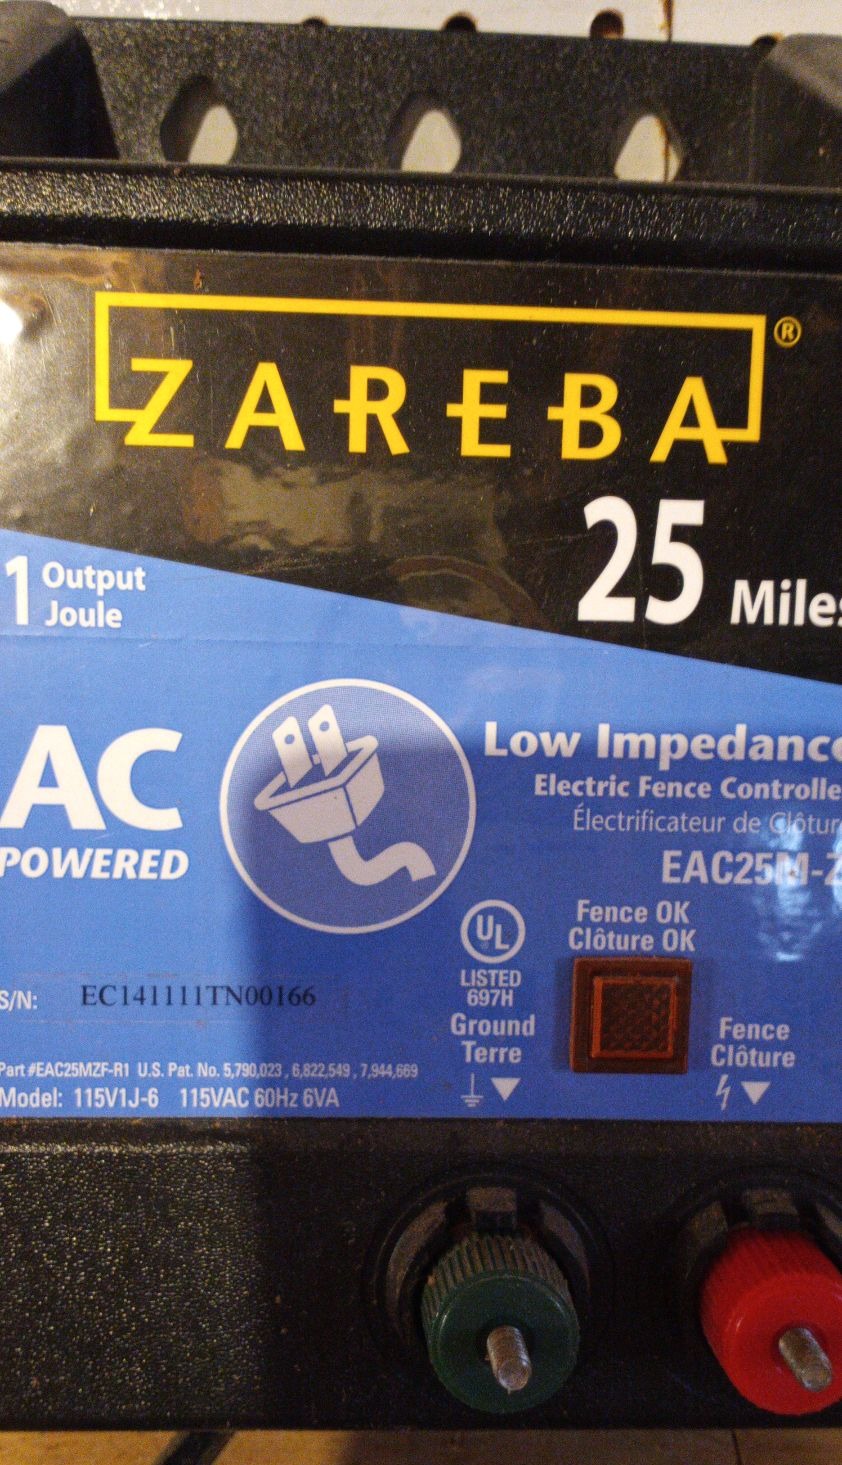 ZAREBA®
25 Miles
1 Output
Joule
AC
POWERED
Low Impedance
Electric Fence Controlle
Électrificateur de Clôtur
EAC25M-Z
UL
LISTED
697H
Fence OK
Clôture OK
S/N: EC141111TN00166
Ground
Terre
Fence
Clôture
Part #EAC25MZF-R1 U.S. Pat. No. 5,790,023 , 6,822,549 , 7,944,669
Model: 115V1J-6 115VAC 60Hz 6VA